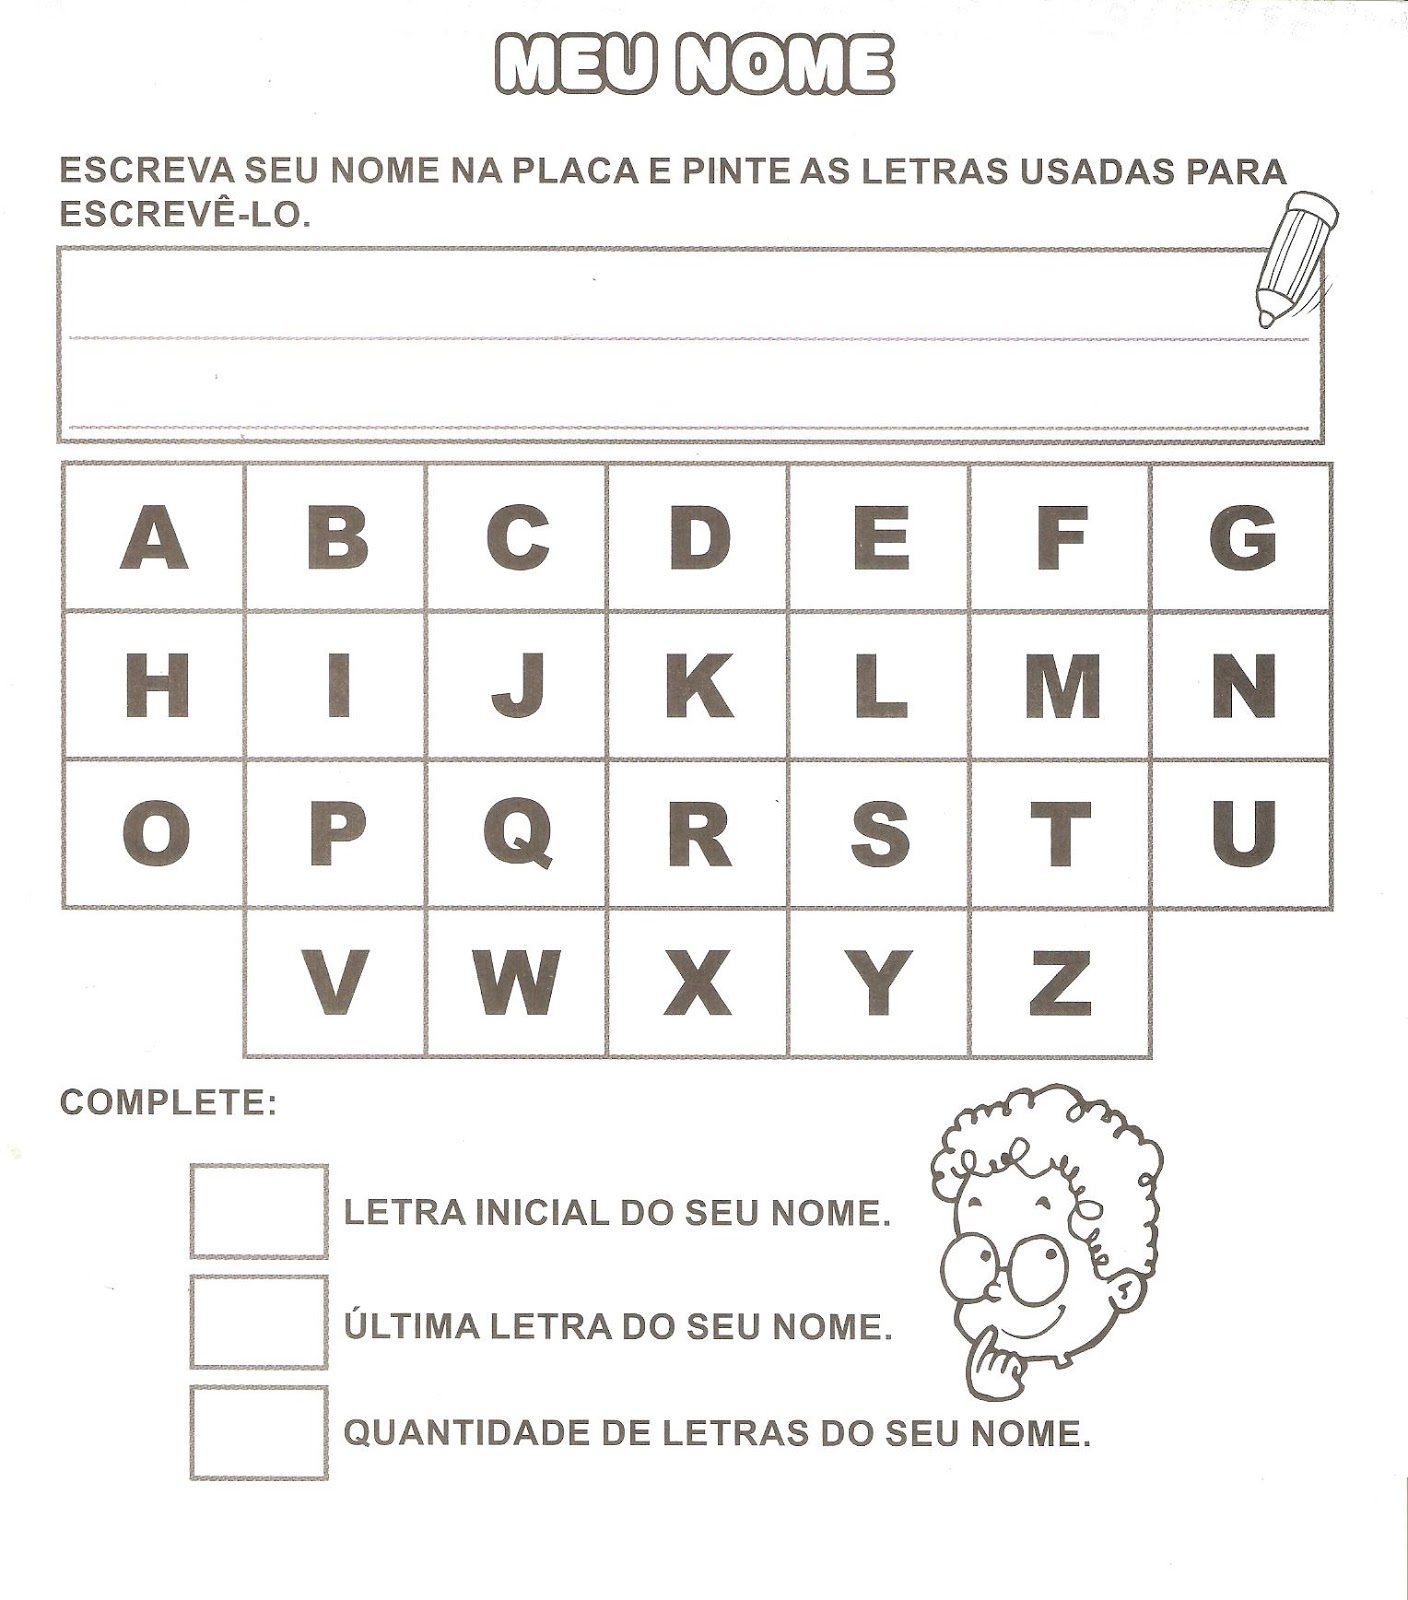 MEU NOME
ESCREVA SEU NOME NA PLACA E PINTE AS LETRAS USADAS PARA
ESCREVÊ-LO.
A B C D E F G
H I J K L M N
O P Q R S T U
V W X Y Z
COMPLETE:
LETRA INICIAL DO SEU NOME.
ÚLTIMA LETRA DO SEU NOME.
QUANTIDADE DE LETRAS DO SEU NOME.